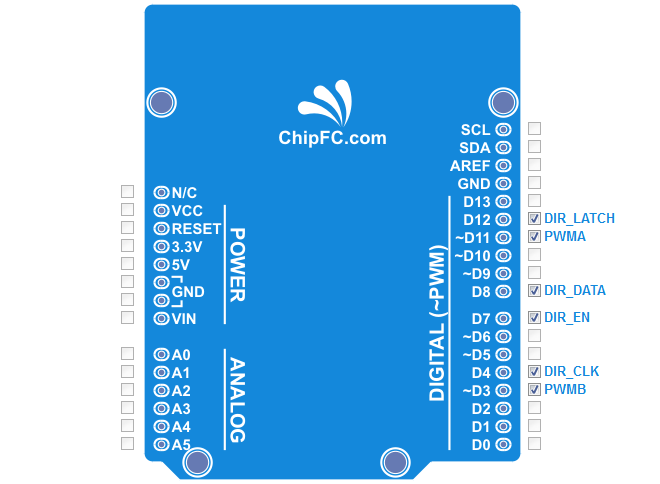 ChipFC.com
SCL
SDA
AREF
GND
D13
D12 DIR_LATCH
~D11 PWMA
~D10
~D9
D8 DIR_DATA
D7 DIR_EN
~D6
~D5
D4 DIR_CLK
~D3 PWMB
D2
D1
D0
DIGITAL (~PWM)
N/C
VCC
RESET
3.3V
5V
GND
VIN
POWER
A0
A1
A2
A3
A4
A5
ANALOG